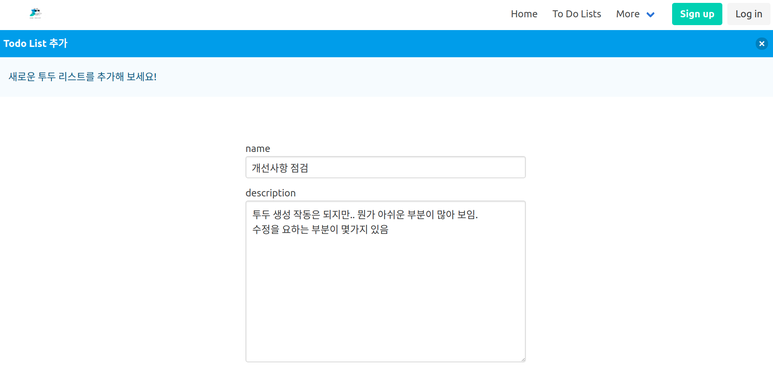 Home To Do Lists More Sign up Log in
Todo List 추가
새로운 투두 리스트를 추가해 보세요!
name
개선사항 점검
description
투두 생성 작동은 되지만.. 뭔가 아쉬운 부분이 많아 보임.
수정을 요하는 부분이 몇가지 있음